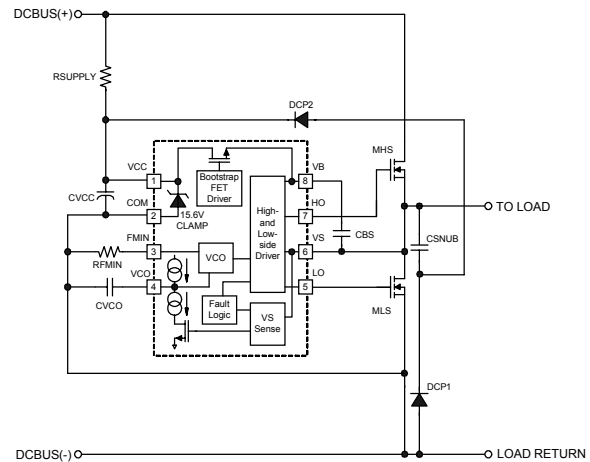 DCBUS(+)
RSUPPLY
DCP2
MHS
VCC
1
Bootstrap
FET
Driver
8
VB
CVCC
COM
2
15.6V
CLAMP
High-
and
Low-
side
Driver
7
HO
TO LOAD
FMIN
3
VCO
6
VS
CBS
CSNUB
RFMIN
VCO
4
5
LO
CVCO
Fault
Logic
VS
Sense
MLS
DCP1
DCBUS(-)
LOAD RETURN